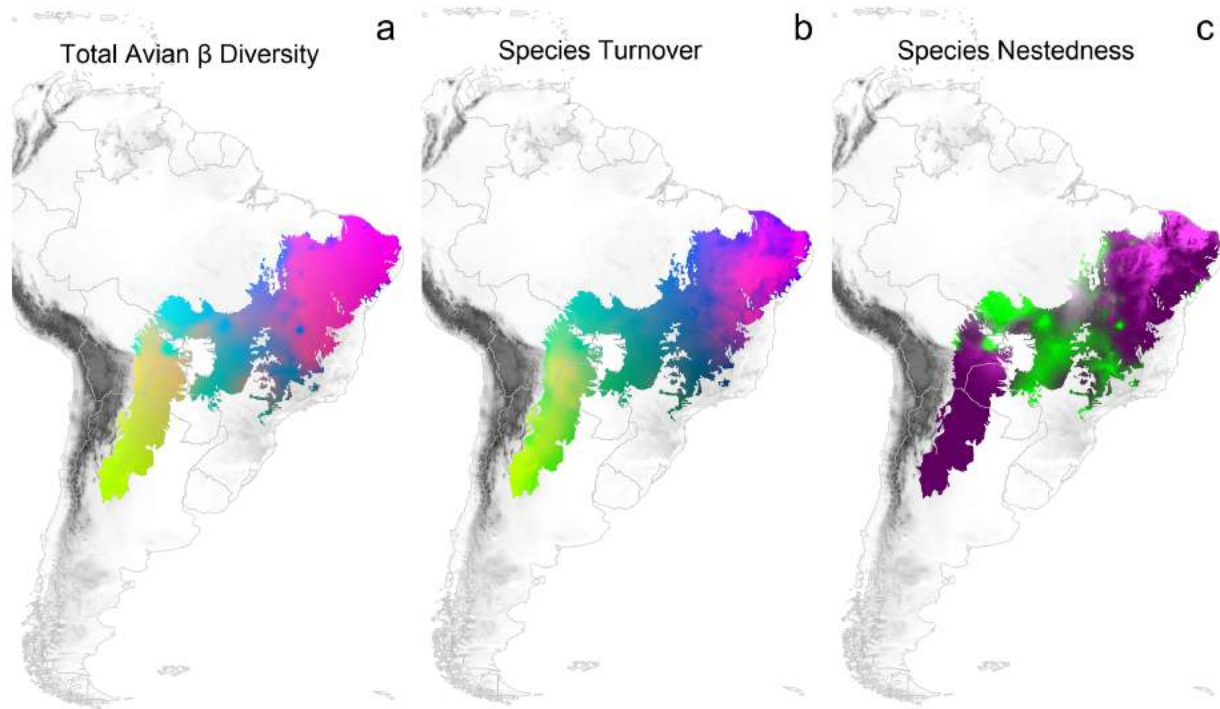 a
Total Avian β Diversity
b
Species Turnover
c
Species Nestedness